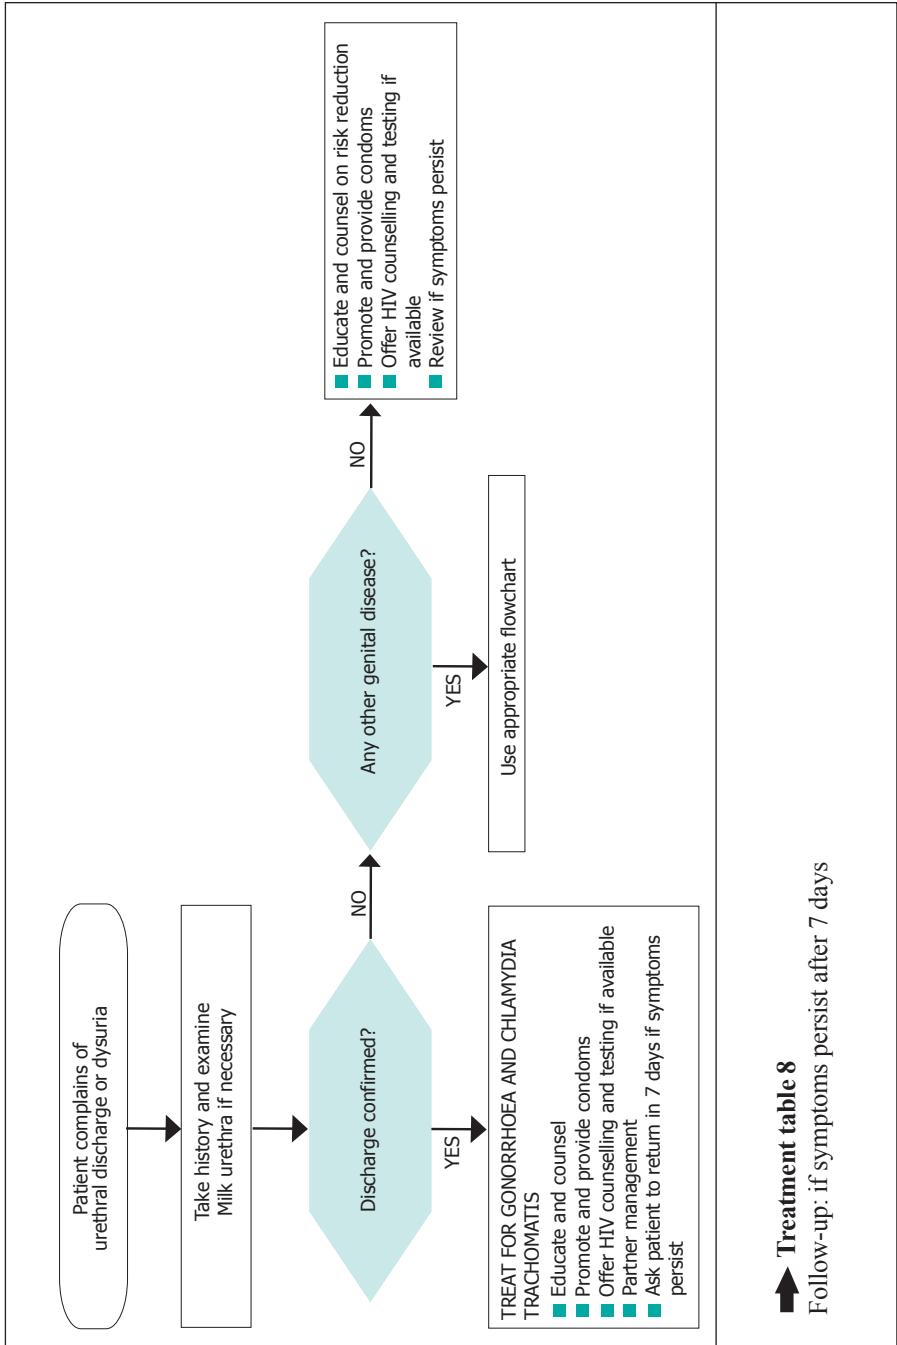 Patient complains of
urethral discharge or dysuria
Take history and examine
Milk urethra if necessary
Discharge confirmed?
NO
Any other genital disease?
NO
Educate and counsel on risk reduction
Promote and provide condoms
Offer HIV counselling and testing if
available
Review if symptoms persist
YES
YES
TREAT FOR GONORRHOEA AND CHLAMYDIA
TRACHOMATIS
Educate and counsel
Promote and provide condoms
Offer HIV counselling and testing if available
Partner management
Ask patient to return in 7 days if symptoms
persist
Use appropriate flowchart
Treatment table 8
Follow-up: if symptoms persist after 7 days